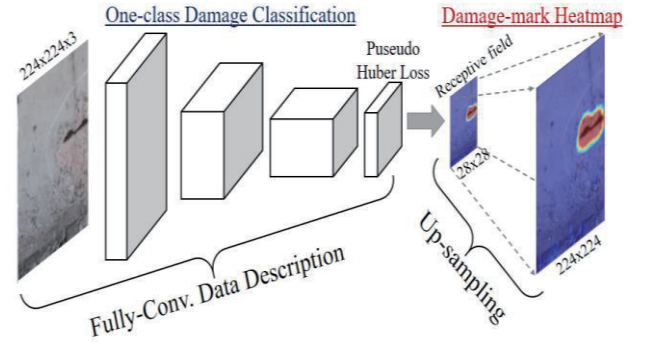 One-class Damage Classification
Damage-mark Heatmap
224x224x3
Puseudo
Huber Loss
Receptive field
28x28
224x224
Fully-Conv. Data Description
Up-sampling